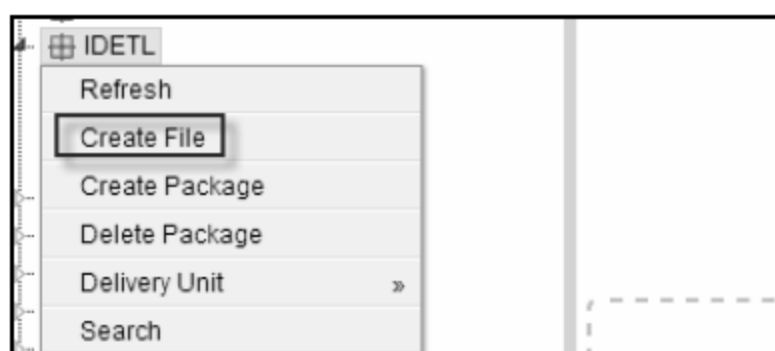 IDETL
Refresh
Create File
Create Package
Delete Package
Delivery Unit »
Search